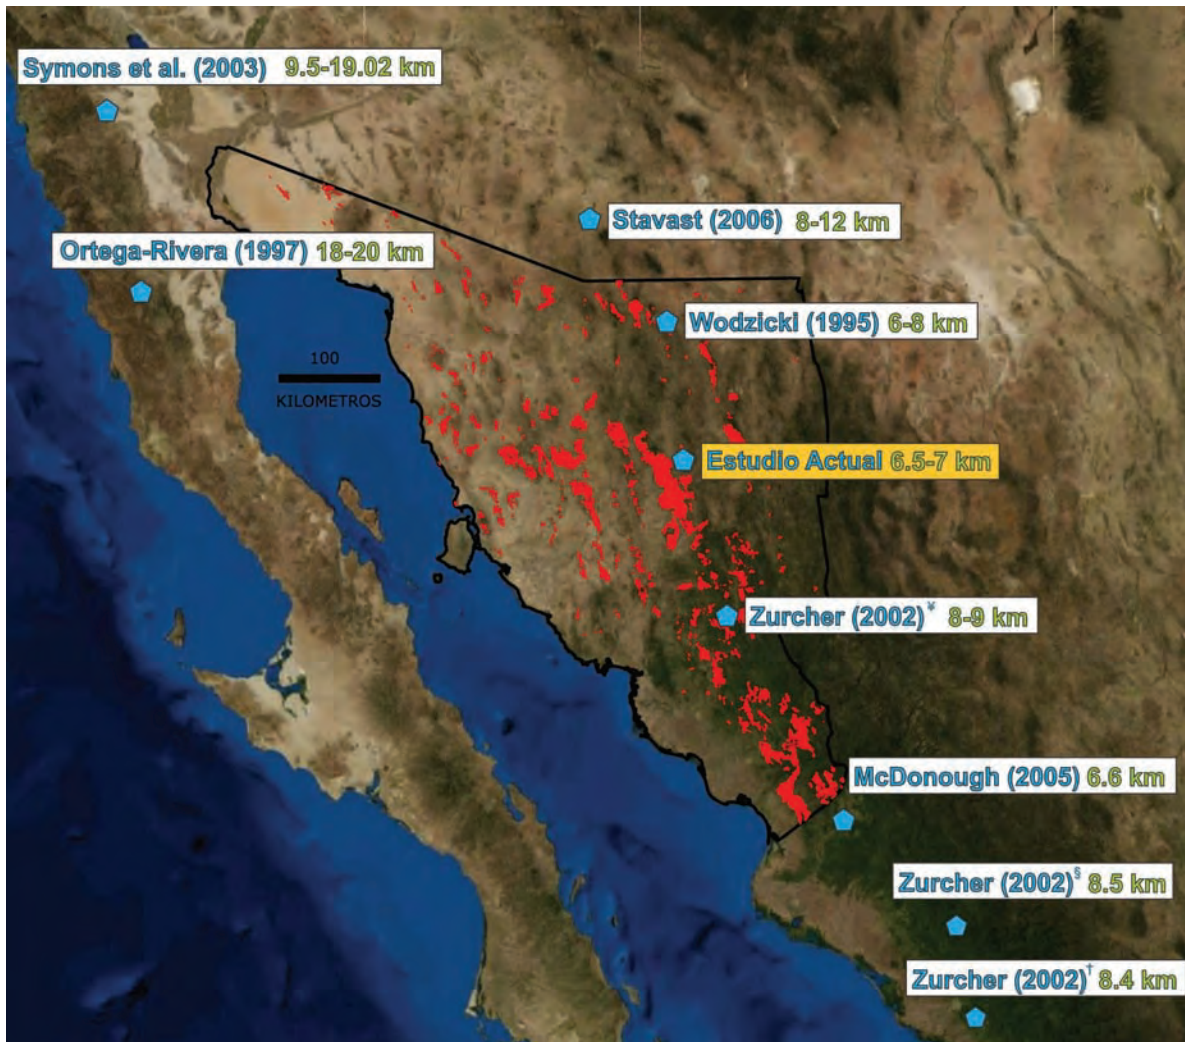 Symons et al. (2003) 9.5-19.02 km
Stavast (2006) 8-12 km
Ortega-Rivera (1997) 18-20 km
Wodzicki (1995) 6-8 km
100
KILOMETROS
Estudio Actual 6.5-7 km
Zurcher (2002)¥ 8-9 km
McDonough (2005) 6.6 km
Zurcher (2002)§ 8.5 km
Zurcher (2002)† 8.4 km